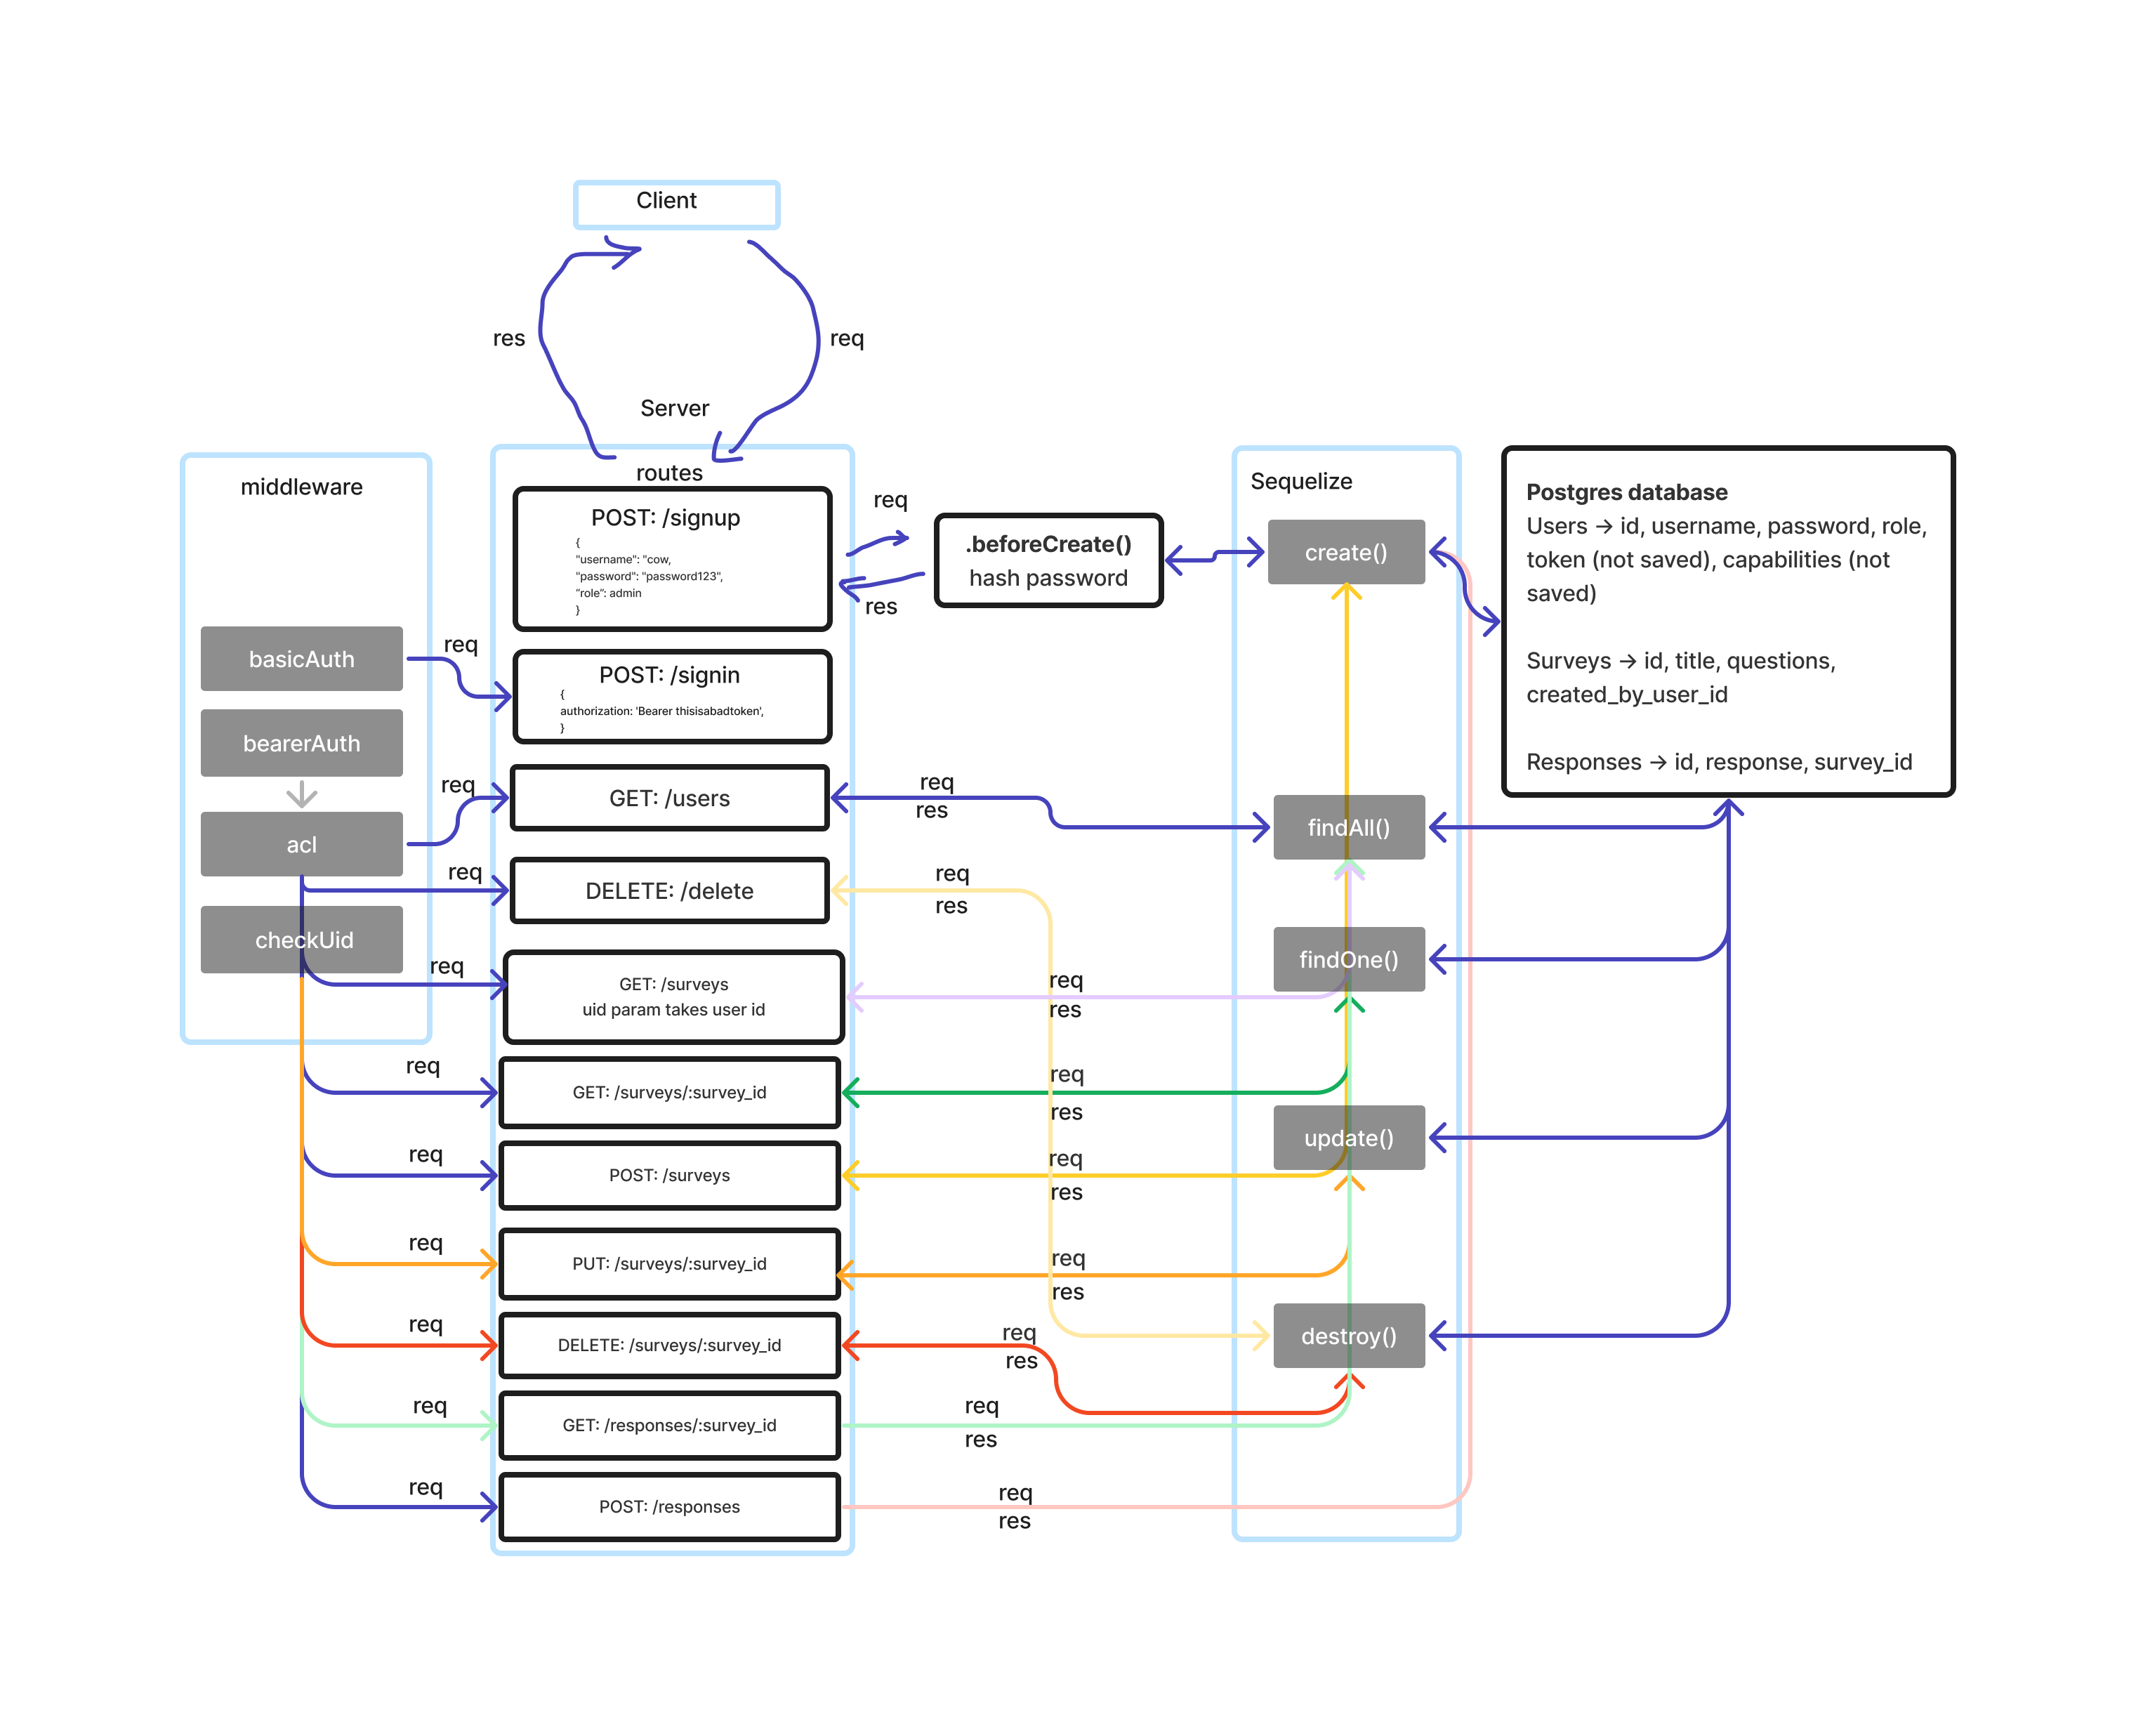 Client
res
req
Server
middleware
basicAuth
bearerAuth
acl
checkUid
req
req
req
req
req
req
req
req
req
req
routes
POST: /signup
{
"username": "cow,
"password": "password123",
"role": admin
}
POST: /signin
{
authorization: 'Bearer thisisabadtoken',
}
GET: /users
DELETE: /delete
GET: /surveys
uid param takes user id
GET: /surveys/:survey_id
POST: /surveys
PUT: /surveys/:survey_id
DELETE: /surveys/:survey_id
GET: /responses/:survey_id
POST: /responses
req
res
.beforeCreate()
hash password
req
res
req
res
req
res
req
res
req
res
req
res
req
res
req
res
req
res
Sequelize
create()
findAll()
findOne()
update()
destroy()
Postgres database
Users → id, username, password, role,
token (not saved), capabilities (not
saved)
Surveys → id, title, questions,
created_by_user_id
Responses → id, response, survey_id